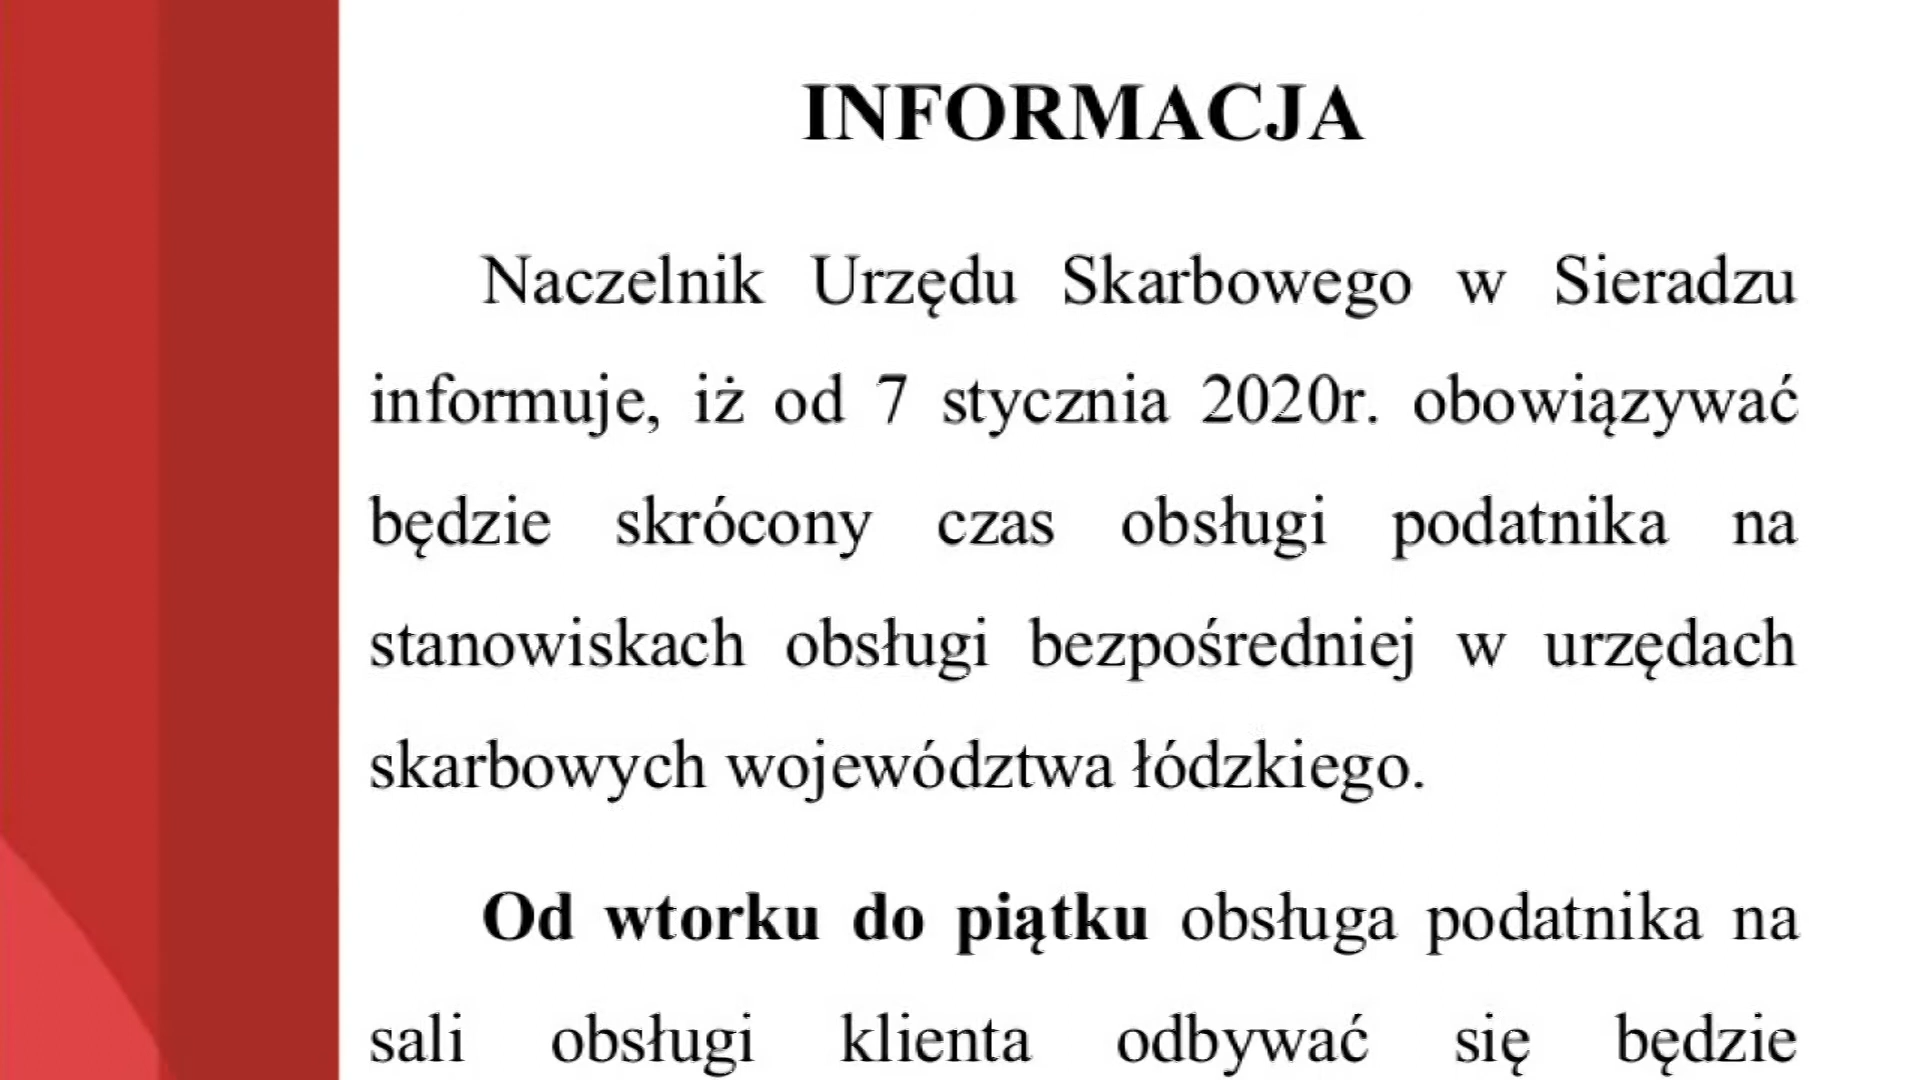 INFORMACJA
Naczelnik Urzędu Skarbowego w Sieradzu
informuje, iż od 7 stycznia 2020r. obowiązywać
będzie skrócony czas obsługi podatnika na
stanowiskach obsługi bezpośredniej w urzędach
skarbowych województwa łódzkiego.
Od wtorku do piątku obsługa podatnika na
sali obsługi klienta odbywać się będzie